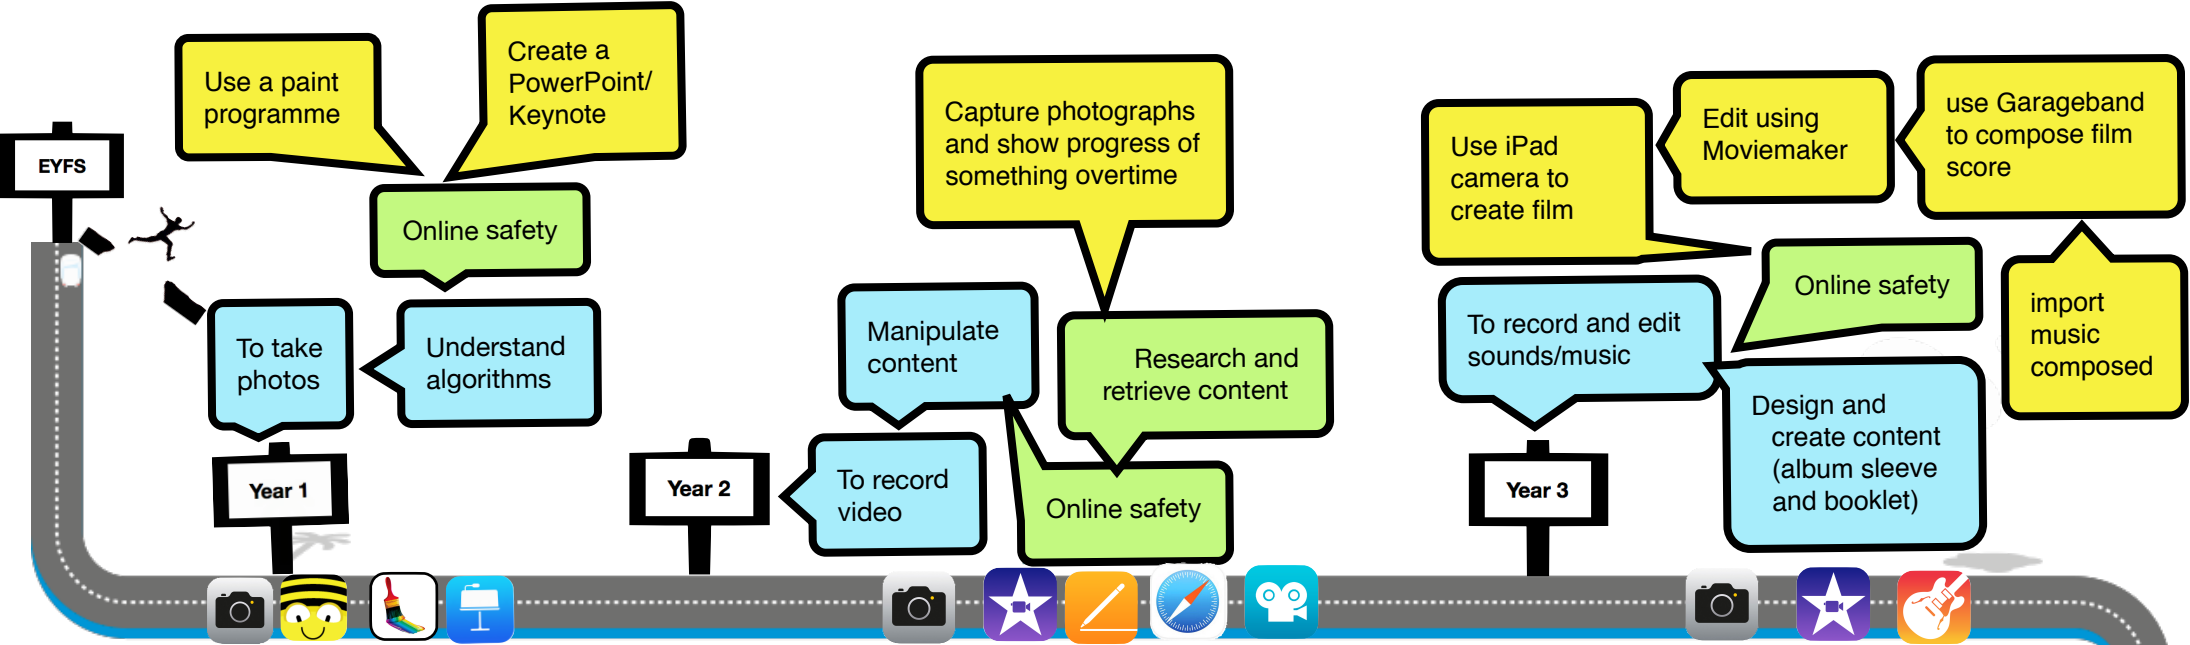 EYFS
Use a paint
programme
Create a
PowerPoint/
Keynote
Online safety
To take
photos
Understand
algorithms
Year 1
Capture photographs
and show progress of
something overtime
Manipulate
content
Research and
retrieve content
Year 2
To record
video
Online safety
Use iPad
camera to
create film
Edit using
Moviemaker
use Garageband
to compose film
score
Online safety
import
music
composed
To record and edit
sounds/music
Design and
create content
(album sleeve
and booklet)
Year 3